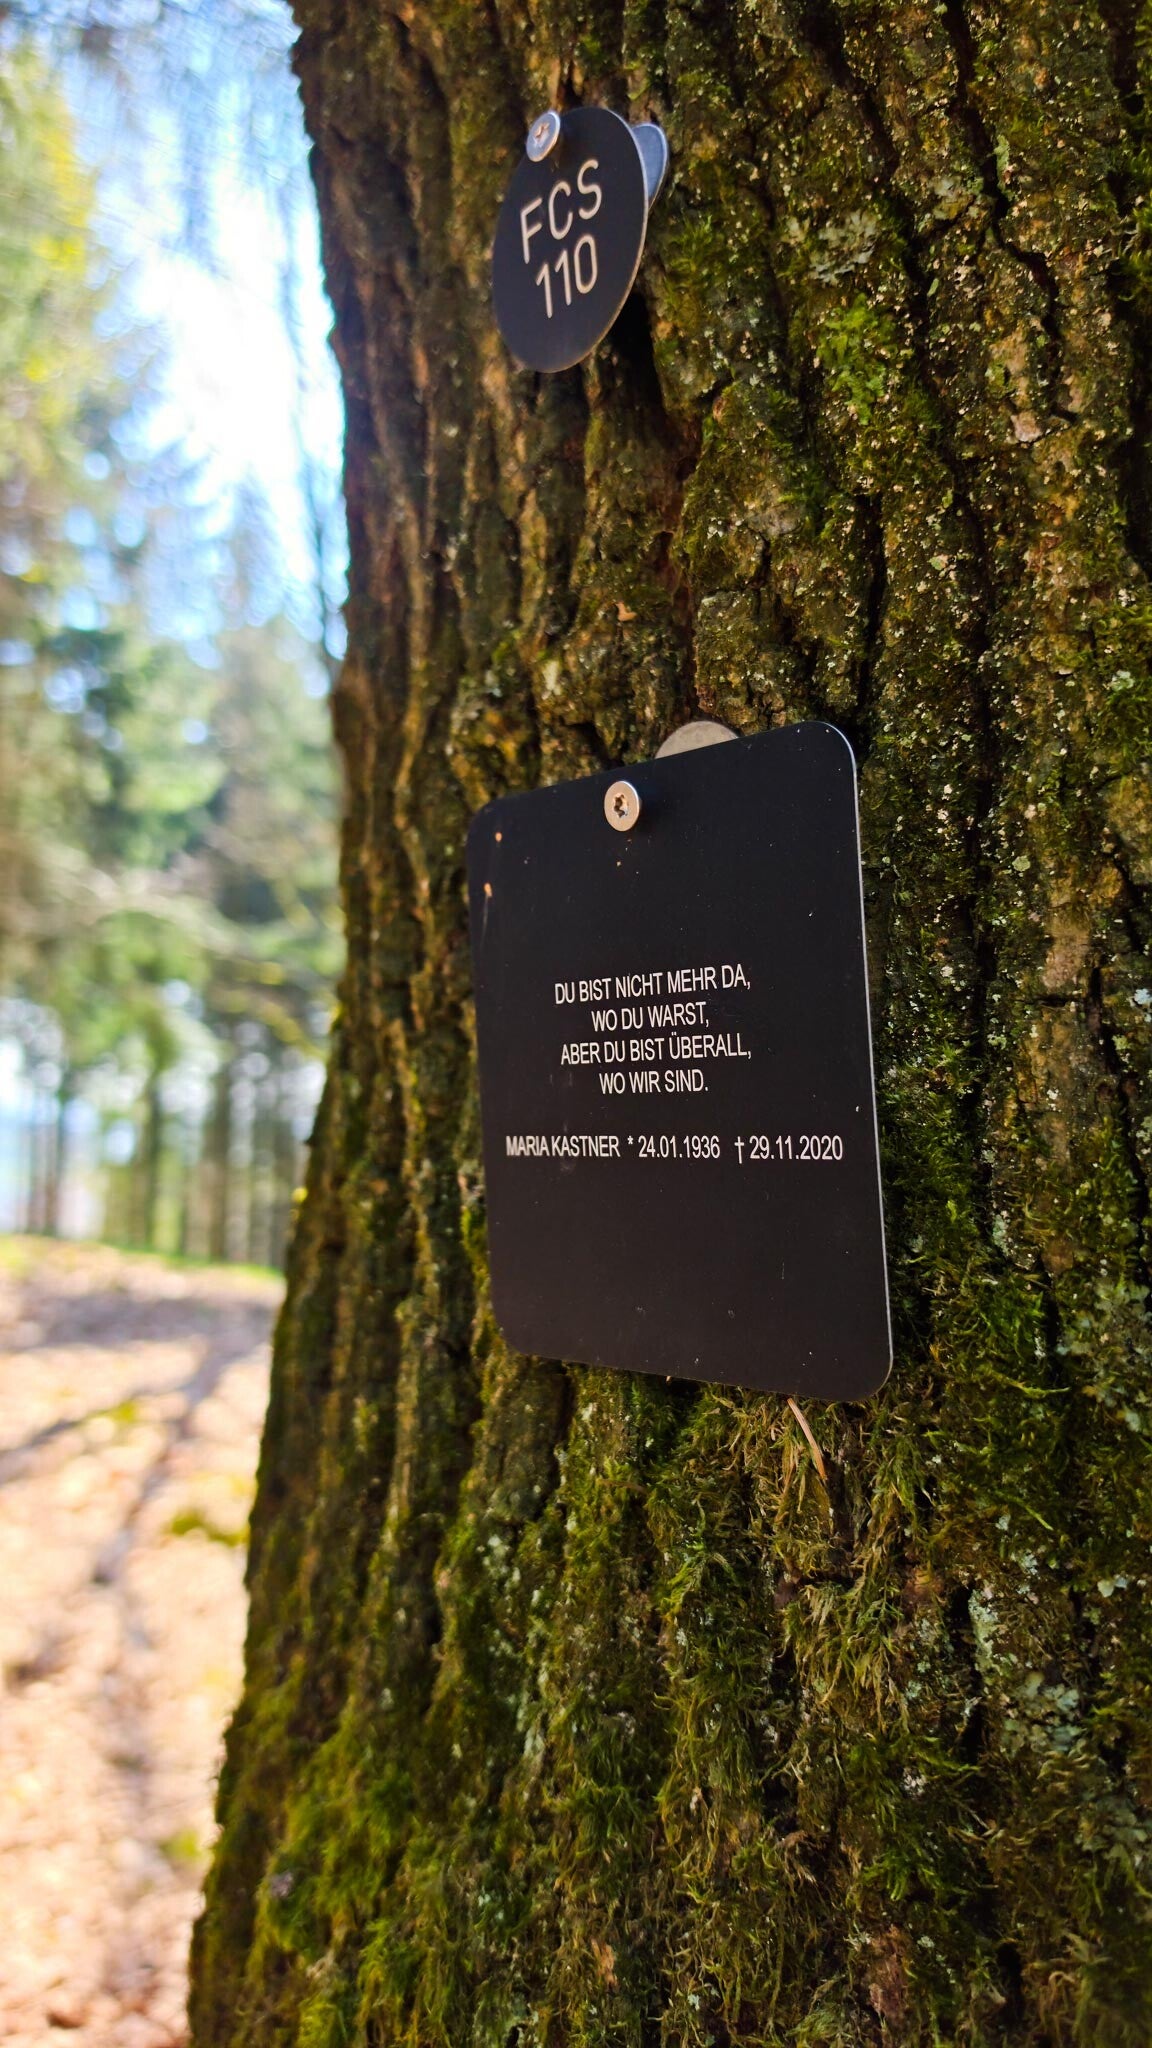 FCS
110
DU BIST NICHT MEHR DA,
WO DU WARST,
ABER DU BIST ÜBERALL,
WO WIR SIND.
MARIA KASTNER * 24.01.1936 † 29.11.2020